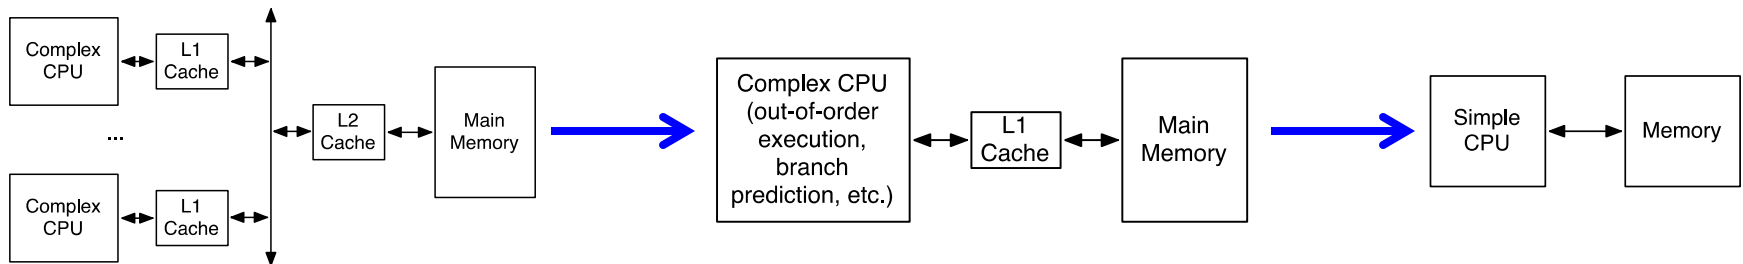 Complex
CPU
L1
Cache
...
Complex
CPU
L1
Cache
L2
Cache
Main
Memory
Complex CPU
(out-of-order
execution,
branch
prediction, etc.)
L1
Cache
Main
Memory
Simple
CPU
Memory